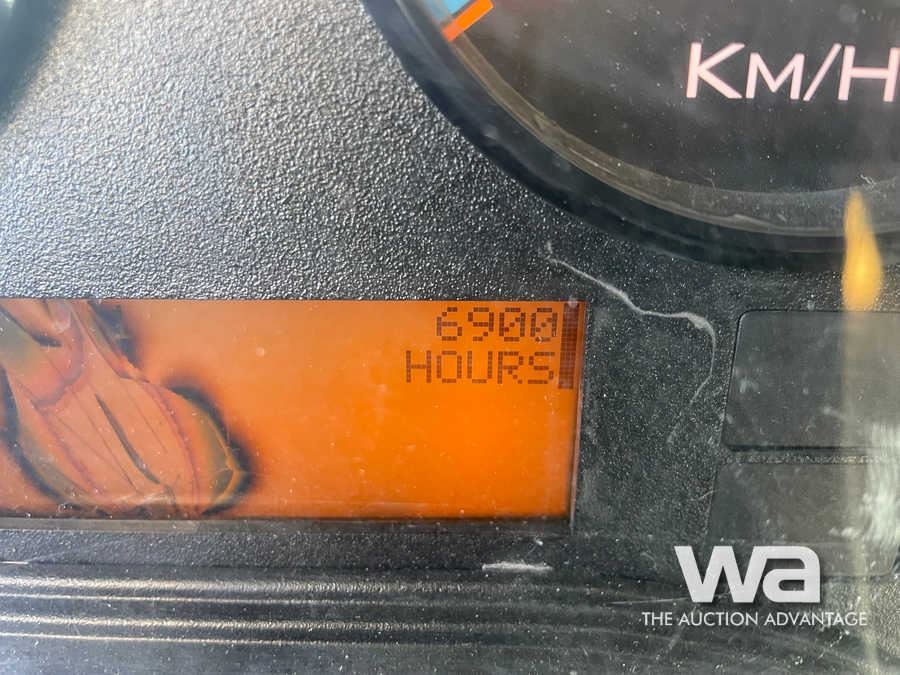 KM/H
6900
HOURS
wa
THE AUCTION ADVANTAGE